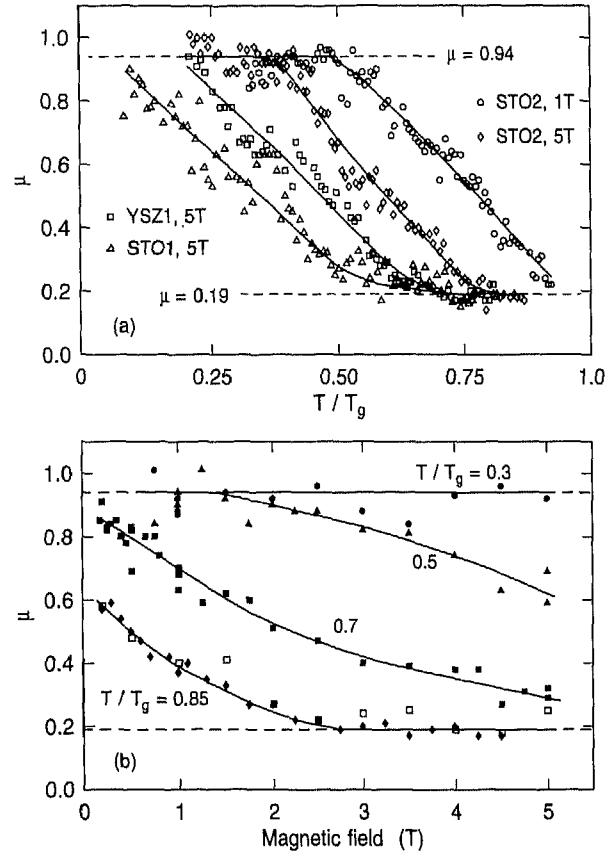 1.0
0.8
0.6
0.4
0.2
0.0
μ
μ = 0.94
STO2, 1T
STO2, 5T
YSZ1, 5T
STO1, 5T
μ = 0.19
(a)
0 0.25 0.50 0.75 1.0
T / Tg
1.0
0.8
0.6
0.4
0.2
0.0
μ
T / Tg = 0.3
0.5
0.7
T / Tg = 0.85
(b)
0 1 2 3 4 5
Magnetic field (T)